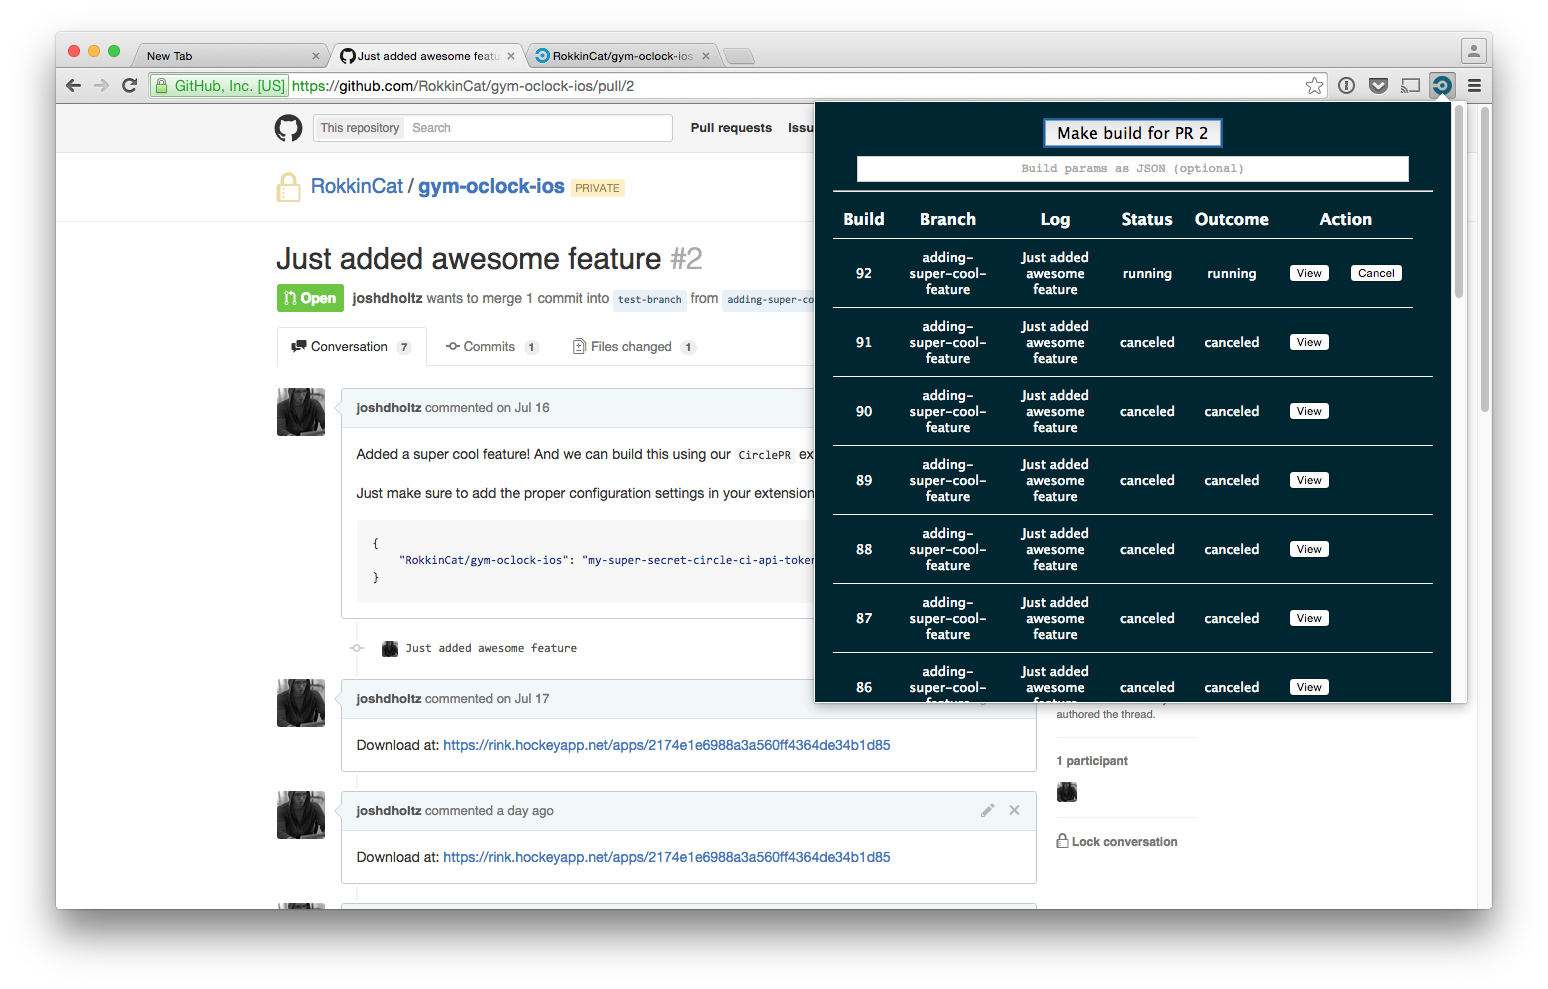 New Tab
Just added awesome featu
RokkinCat/gym-oclock-ios
GitHub, Inc. [US] https://github.com/RokkinCat/gym-oclock-ios/pull/2
This repository Search
Pull requests Issu
RokkinCat / gym-oclock-ios PRIVATE
Just added awesome feature #2
Open joshdholtz wants to merge 1 commit into test-branch from adding-super-co
Conversation 7 Commits 1 Files changed 1
joshdholtz commented on Jul 16
Added a super cool feature! And we can build this using our CirclePR ex
Just make sure to add the proper configuration settings in your extension
{
"RokkinCat/gym-oclock-ios": "my-super-secret-circle-ci-api-token
}
Just added awesome feature
joshdholtz commented on Jul 17
Download at: https://rink.hockeyapp.net/apps/2174e1e6988a3a560ff4364de34b1d85
joshdholtz commented a day ago
Download at: https://rink.hockeyapp.net/apps/2174e1e6988a3a560ff4364de34b1d85
Make build for PR 2
Build params as JSON (optional)
Build Branch Log Status Outcome Action
92 adding-super-cool-feature Just added awesome feature running running View Cancel
91 adding-super-cool-feature Just added awesome feature canceled canceled View
90 adding-super-cool-feature Just added awesome feature canceled canceled View
89 adding-super-cool-feature Just added awesome feature canceled canceled View
88 adding-super-cool-feature Just added awesome feature canceled canceled View
87 adding-super-cool-feature Just added awesome feature canceled canceled View
86 adding-super-cool-feature Just added awesome feature canceled canceled View
authored the thread.
1 participant
Lock conversation